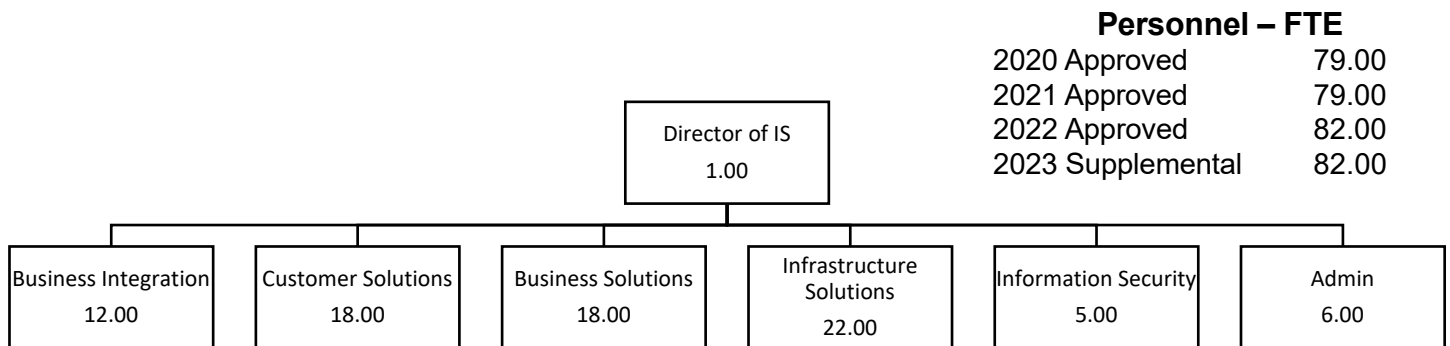 Personnel – FTE
2020 Approved 79.00
2021 Approved 79.00
2022 Approved 82.00
2023 Supplemental 82.00
Director of IS
1.00
Business Integration
12.00
Customer Solutions
18.00
Business Solutions
18.00
Infrastructure
Solutions
22.00
Information Security
5.00
Admin
6.00